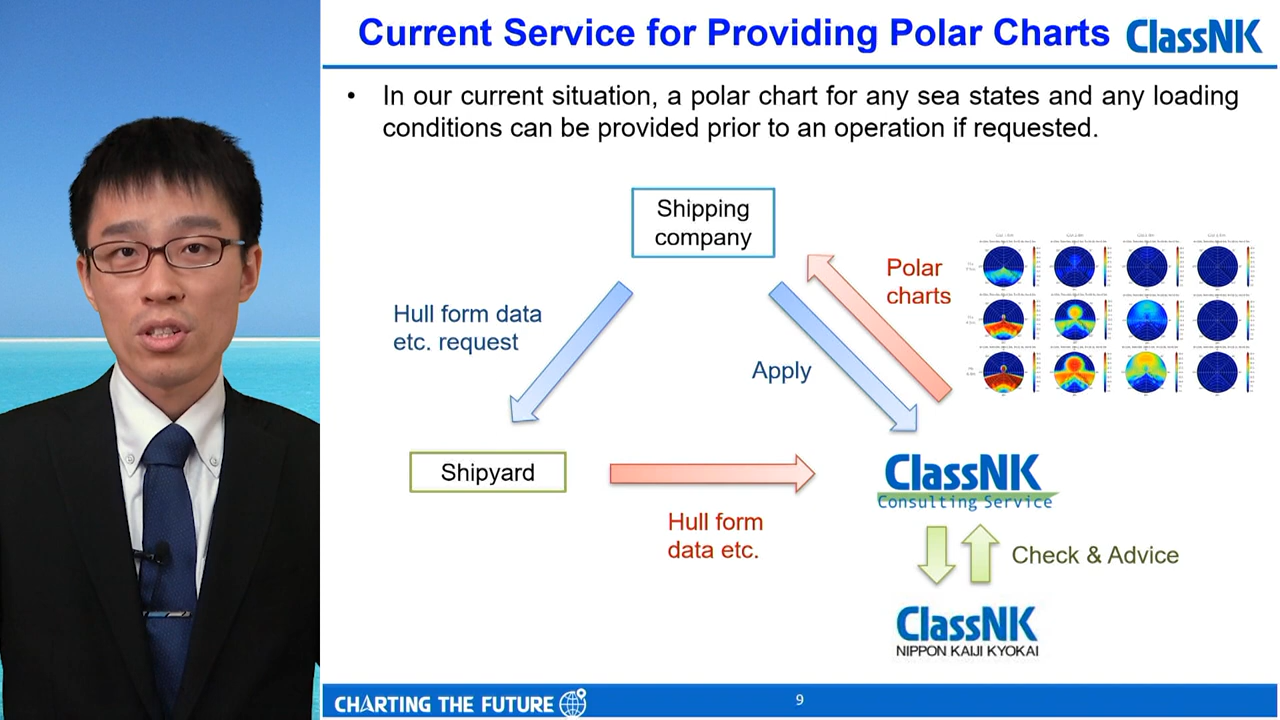 Current Service for Providing Polar Charts
ClassNK
• In our current situation, a polar chart for any sea states and any loading
conditions can be provided prior to an operation if requested.
Shipping
company
Polar
charts
Hull form data
etc. request
Apply
Shipyard
ClassNK
Consulting Service
Hull form
data etc.
Check & Advice
ClassNK
NIPPON KAIJI KYOKAI
CHARTING THE FUTURE
9